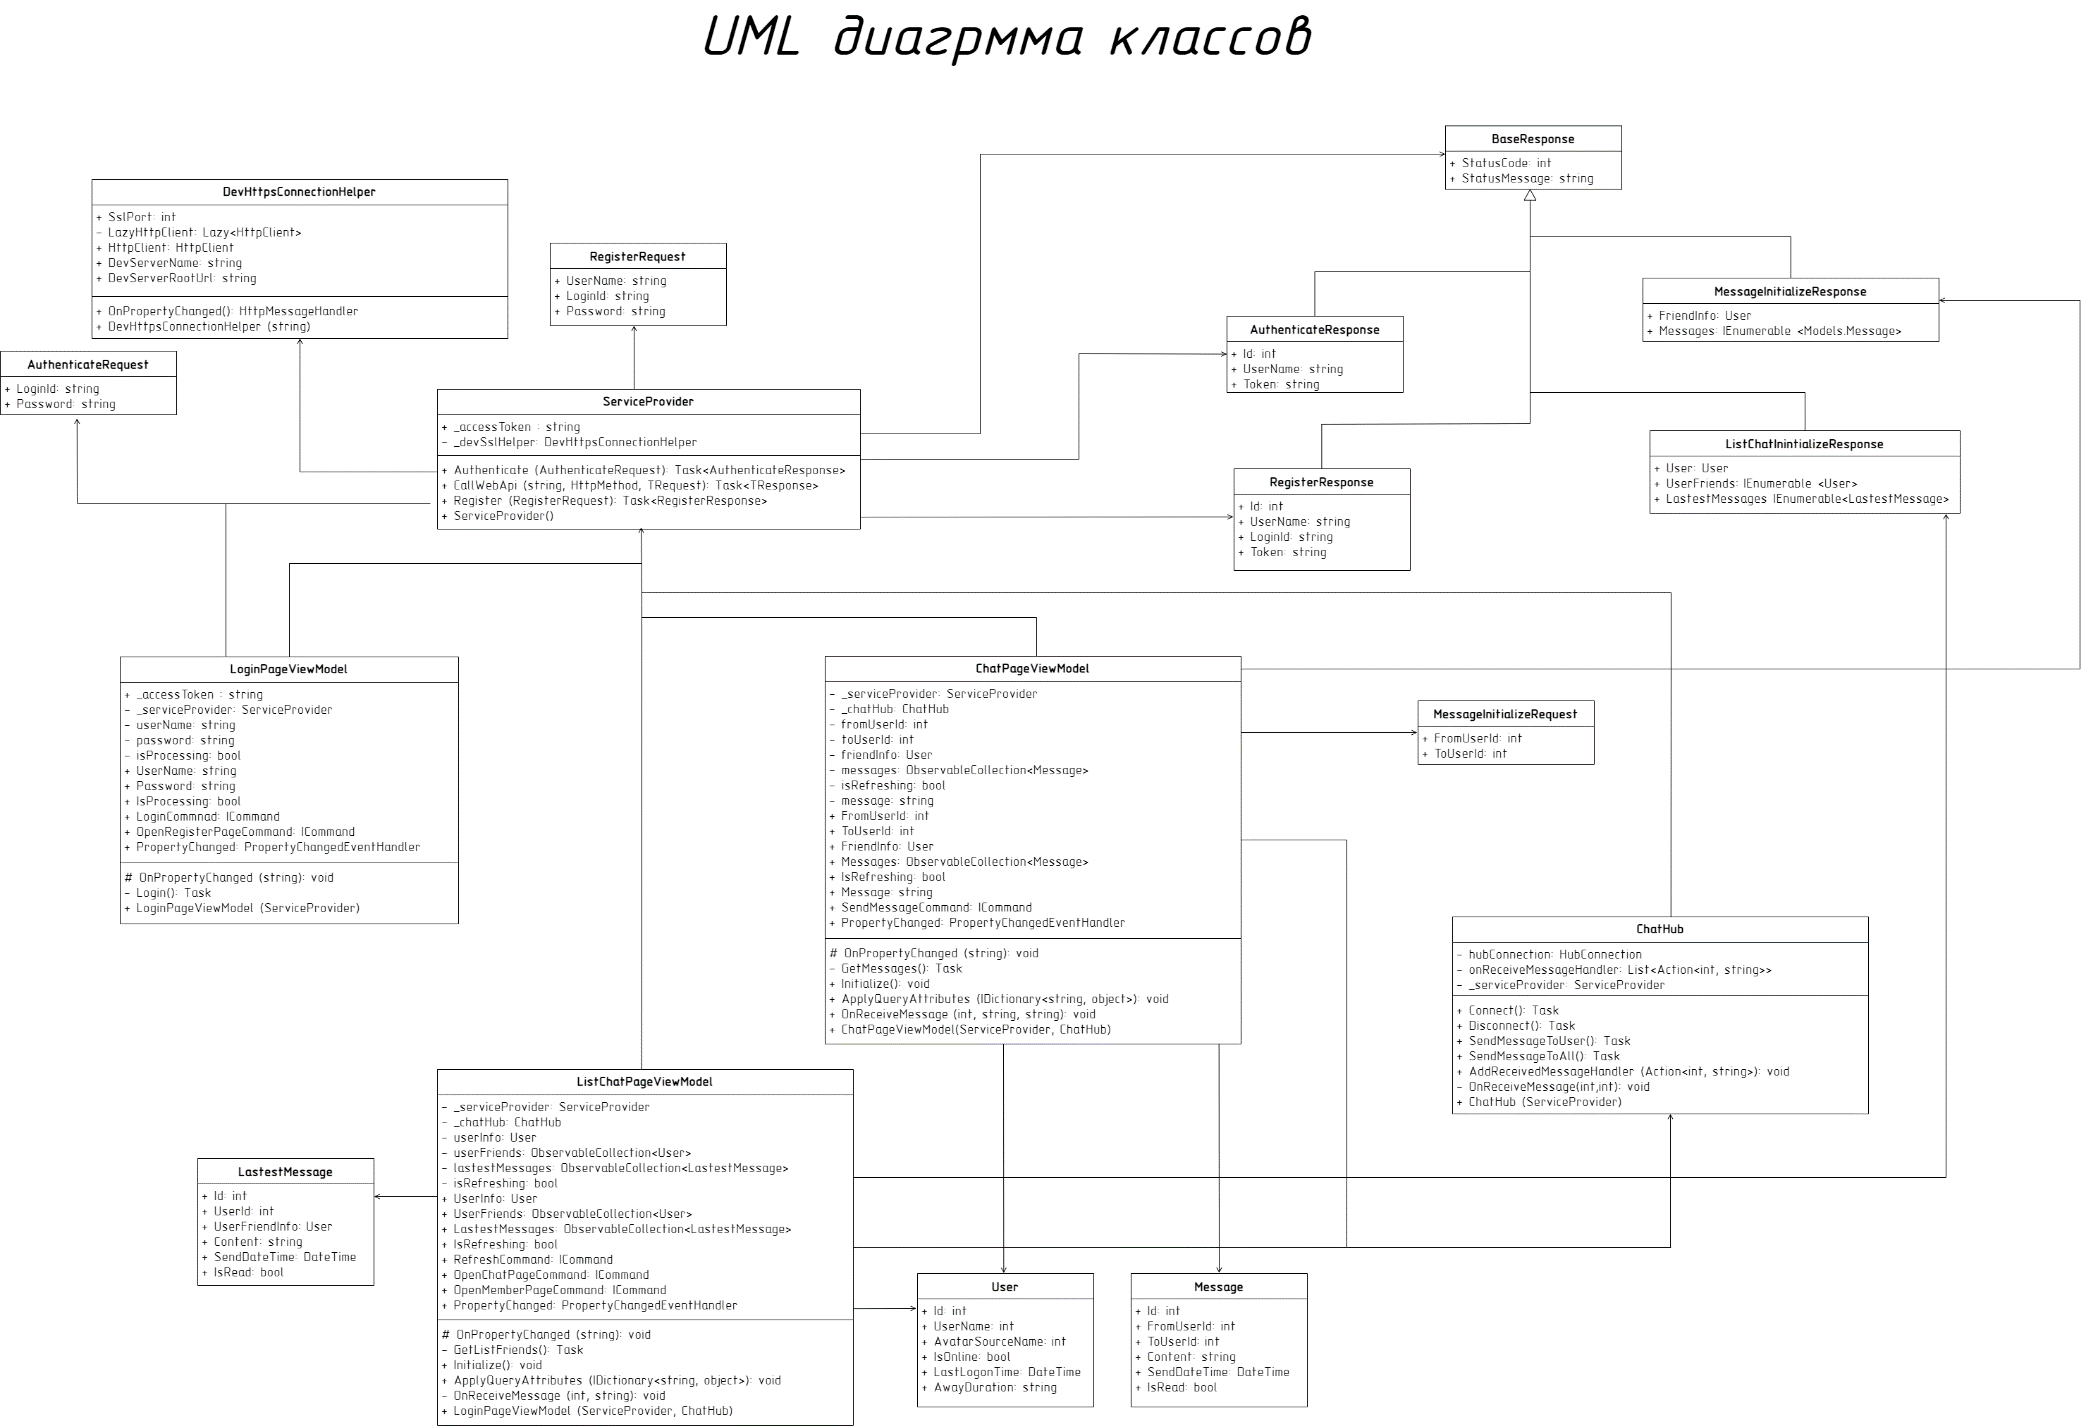 UML диагрмма классов
BaseResponse
+ StatusCode: int
+ StatusMessage: string
DevHttpsConnectionHelper
+ SslPort: int
- LazyHttpClient: Lazy<HttpClient>
+ HttpClient: HttpClient
+ DevServerName: string
+ DevServerRootUrl: string
+ OnPropertyChanged(): HttpMessageHandler
+ DevHttpsConnectionHelper (string)
RegisterRequest
+ UserName: string
+ LoginId: string
+ Password: string
MessageInitializeResponse
+ FriendInfo: User
+ Messages: IEnumerable <Models.Message>
AuthenticateResponse
+ Id: int
+ UserName: string
+ Token: string
AuthenticateRequest
+ LoginId: string
+ Password: string
ServiceProvider
+ _accessToken : string
- _devSslHelper: DevHttpsConnectionHelper
+ Authenticate (AuthenticateRequest): Task<AuthenticateResponse>
+ CallWebApi (string, HttpMethod, TRequest): Task<TResponse>
+ Register (RegisterRequest): Task<RegisterResponse>
+ ServiceProvider()
ListChatInintializeResponse
+ User: User
+ UserFriends: IEnumerable <User>
+ LastestMessages IEnumerable<LastestMessage>
RegisterResponse
+ Id: int
+ UserName: string
+ LoginId: string
+ Token: string
LoginPageViewModel
+ _accessToken : string
- _serviceProvider: ServiceProvider
- userName: string
- password: string
- isProcessing: bool
+ UserName: string
+ Password: string
+ IsProcessing: bool
+ LoginCommnad: ICommand
+ OpenRegisterPageCommand: ICommand
+ PropertyChanged: PropertyChangedEventHandler
# OnPropertyChanged (string): void
- Login(): Task
+ LoginPageViewModel (ServiceProvider)
ChatPageViewModel
- _serviceProvider: ServiceProvider
- _chatHub: ChatHub
- fromUserId: int
- toUserId: int
- friendInfo: User
- messages: ObservableCollection<Message>
- isRefreshing: bool
- message: string
+ FromUserId: int
+ ToUserId: int
+ FriendInfo: User
+ Messages: ObservableCollection<Message>
+ IsRefreshing: bool
+ Message: string
+ SendMessageCommand: ICommand
+ PropertyChanged: PropertyChangedEventHandler
# OnPropertyChanged (string): void
- GetMessages(): Task
+ Initialize(): void
+ ApplyQueryAttributes (IDictionary<string, object>): void
+ OnReceiveMessage (int, string, string): void
+ ChatPageViewModel(ServiceProvider, ChatHub)
MessageInitializeRequest
+ FromUserId: int
+ ToUserId: int
ChatHub
- hubConnection: HubConnection
- onReceiveMessageHandler: List<Action<int, string>>
- _serviceProvider: ServiceProvider
+ Connect(): Task
+ Disconnect(): Task
+ SendMessageToUser(): Task
+ SendMessageToAll(): Task
+ AddReceivedMessageHandler (Action<int, string>): void
- OnReceiveMessage(int,int): void
+ ChatHub (ServiceProvider)
ListChatPageViewModel
- _serviceProvider: ServiceProvider
- _chatHub: ChatHub
- userInfo: User
- userFriends: ObservableCollection<User>
- lastestMessages: ObservableCollection<LastestMessage>
- isRefreshing: bool
+ UserInfo: User
+ UserFriends: ObservableCollection<User>
+ LastestMessages: ObservableCollection<LastestMessage>
+ IsRefreshing: bool
+ RefreshCommand: ICommand
+ OpenChatPageCommand: ICommand
+ OpenMemberPageCommand: ICommand
+ PropertyChanged: PropertyChangedEventHandler
# OnPropertyChanged (string): void
- GetListFriends(): Task
+ Initialize(): void
+ ApplyQueryAttributes (IDictionary<string, object>): void
- OnReceiveMessage (int, string): void
+ LoginPageViewModel (ServiceProvider, ChatHub)
LastestMessage
+ Id: int
+ UserId: int
+ UserFriendInfo: User
+ Content: string
+ SendDateTime: DateTime
+ IsRead: bool
User
+ Id: int
+ UserName: int
+ AvatarSourceName: int
+ IsOnline: bool
+ LastLogonTime: DateTime
+ AwayDuration: string
Message
+ Id: int
+ FromUserId: int
+ ToUserId: int
+ Content: string
+ SendDateTime: DateTime
+ IsRead: bool